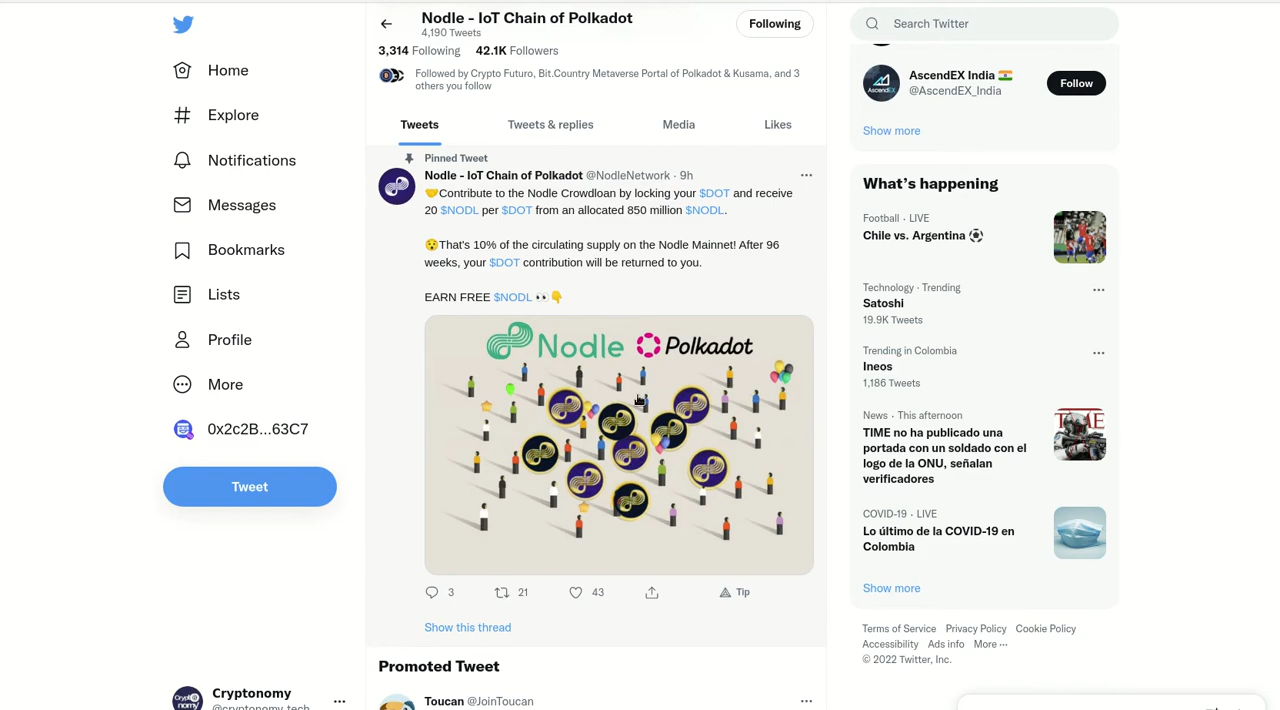 Nodle - IoT Chain of Polkadot
4,190 Tweets
Following
3,314 Following 42.1K Followers
Followed by Crypto Futuro, Bit.Country Metaverse Portal of Polkadot & Kusama, and 3
others you follow
Tweets Tweets & replies Media Likes
Home
Explore
Notifications
Messages
Bookmarks
Lists
Profile
More
0x2c2B...63C7
Tweet
Cryptonomy
@cryptonomy_tech
Pinned Tweet
Nodle - IoT Chain of Polkadot @NodleNetwork · 9h
🤝Contribute to the Nodle Crowdloan by locking your $DOT and receive
20 $NODL per $DOT from an allocated 850 million $NODL.
😯That's 10% of the circulating supply on the Nodle Mainnet! After 96
weeks, your $DOT contribution will be returned to you.
EARN FREE $NODL 👀👇
Nodle Polkadot
3 21 43 Tip
Show this thread
Promoted Tweet
Toucan @JoinToucan
Search Twitter
AscendEX
AscendEX India 🇮🇳
@AscendEX_India
Follow
Show more
What's happening
Football · LIVE
Chile vs. Argentina ⚽
Technology · Trending
Satoshi
19.9K Tweets
Trending in Colombia
Ineos
1,186 Tweets
News · This afternoon
TIME no ha publicado una
portada con un soldado con el
logo de la ONU, señalan
verificadores
TIME
COVID-19 · LIVE
Lo último de la COVID-19 en
Colombia
Show more
Terms of Service Privacy Policy Cookie Policy
Accessibility Ads info More ···
© 2022 Twitter, Inc.